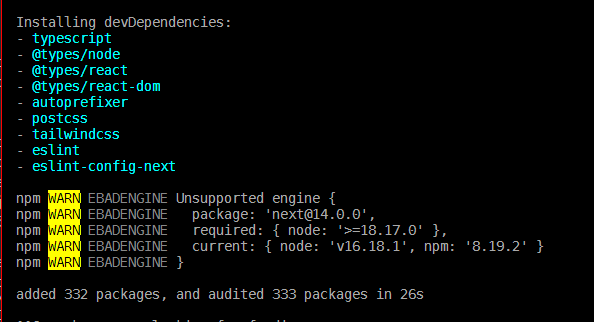 Installing devDependencies:
- typescript
- @types/node
- @types/react
- @types/react-dom
- autoprefixer
- postcss
- tailwindcss
- eslint
- eslint-config-next
npm WARN EBADENGINE Unsupported engine {
npm WARN EBADENGINE   package: 'next@14.0.0',
npm WARN EBADENGINE   required: { node: '>=18.17.0' },
npm WARN EBADENGINE   current: { node: 'v16.18.1', npm: '8.19.2' }
npm WARN EBADENGINE }
added 332 packages, and audited 333 packages in 26s